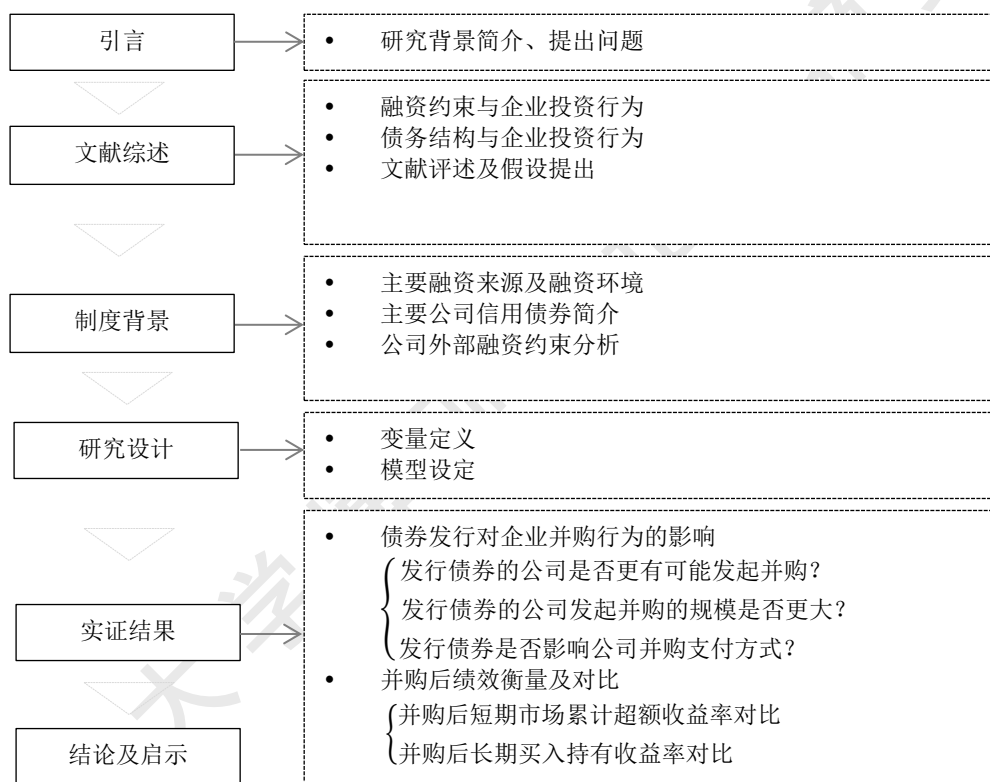 引言
• 研究背景简介、提出问题
文献综述
• 融资约束与企业投资行为
• 债务结构与企业投资行为
• 文献评述及假设提出
制度背景
• 主要融资来源及融资环境
• 主要公司信用债券简介
• 公司外部融资约束分析
研究设计
• 变量定义
• 模型设定
实证结果
• 债券发行对企业并购行为的影响
发行债券的公司是否更有可能发起并购？
发行债券的公司发起并购的规模是否更大？
发行债券是否影响公司并购支付方式？
• 并购后绩效衡量及对比
并购后短期市场累计超额收益率对比
并购后长期买入持有收益率对比
结论及启示